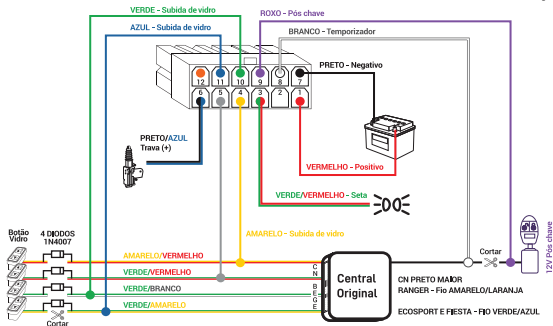 VERDE - Subida de vidro
ROXO - Pós chave
AZUL - Subida de vidro
BRANCO - Temporizador
PRETO - Negativo
12 11 10 9 8 7
6 5 4 3 2 1
PRETO/AZUL
Trava (+)
VERMELHO - Positivo
VERDE/VERMELHO - Seta
AMARELO - Subida de vidro
Botão
Vidro
4 DIODOS
1N4007
AMARELO/VERMELHO
VERDE/VERMELHO
VERDE/BRANCO
VERDE/AMARELO
Cortar
CN
BEGE
Central
Original
Cortar
12V Pós chave
CN PRETO MAIOR
RANGER - Fio AMARELO/LARANJA
ECOSPORT E FIESTA - FIO VERDE/AZUL